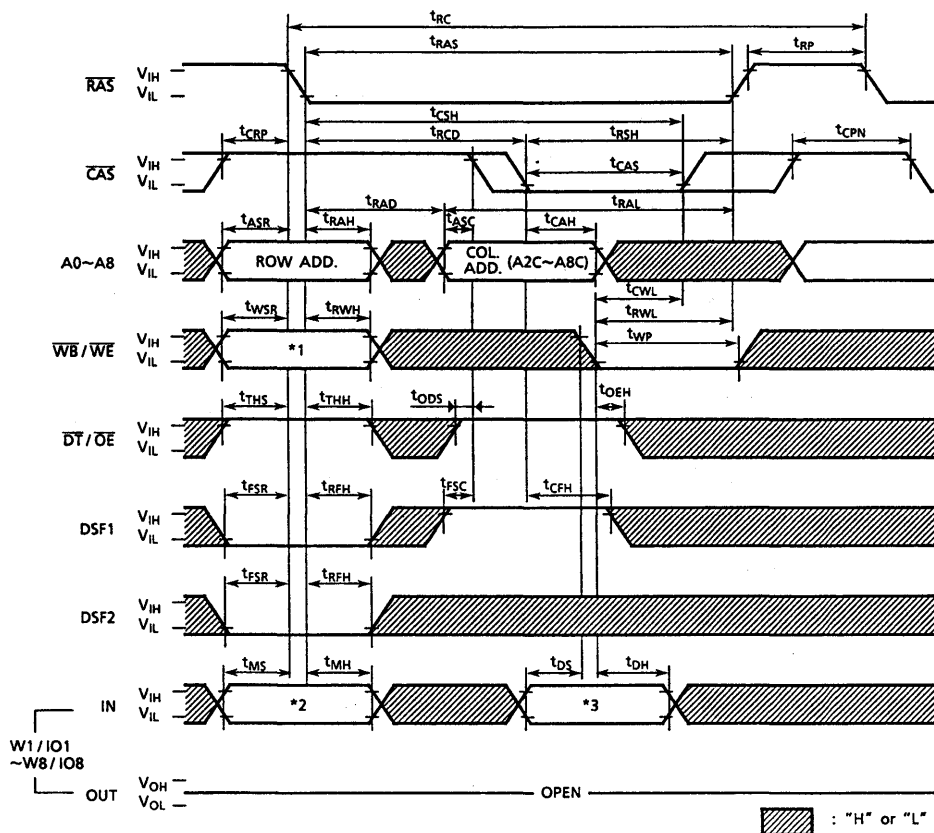 tRC
tRAS
tRP
RAS
VIH
VIL
tCSH
tCRP
tRCD
tRSH
tCPN
CAS
VIH
VIL
tCAS
tRAD
tRAL
tASR
tRAH
tASC
tCAH
A0~A8
VIH
VIL
ROW ADD.
COL. ADD. (A2C~A8C)
tCWL
tRWL
tWSR
tRWH
tWP
WB / WE
VIH
VIL
*1
tTHS
tTHH
tODS
tOEH
DT / OE
VIH
VIL
tFSR
tRFH
tFSC
tCFH
DSF1
VIH
VIL
tFSR
tRFH
DSF2
VIH
VIL
tMS
tMH
tDS
tDH
IN
VIH
VIL
*2
*3
W1 / IO1
~W8 / IO8
OUT
VOH
VOL
OPEN
: "H" or "L"